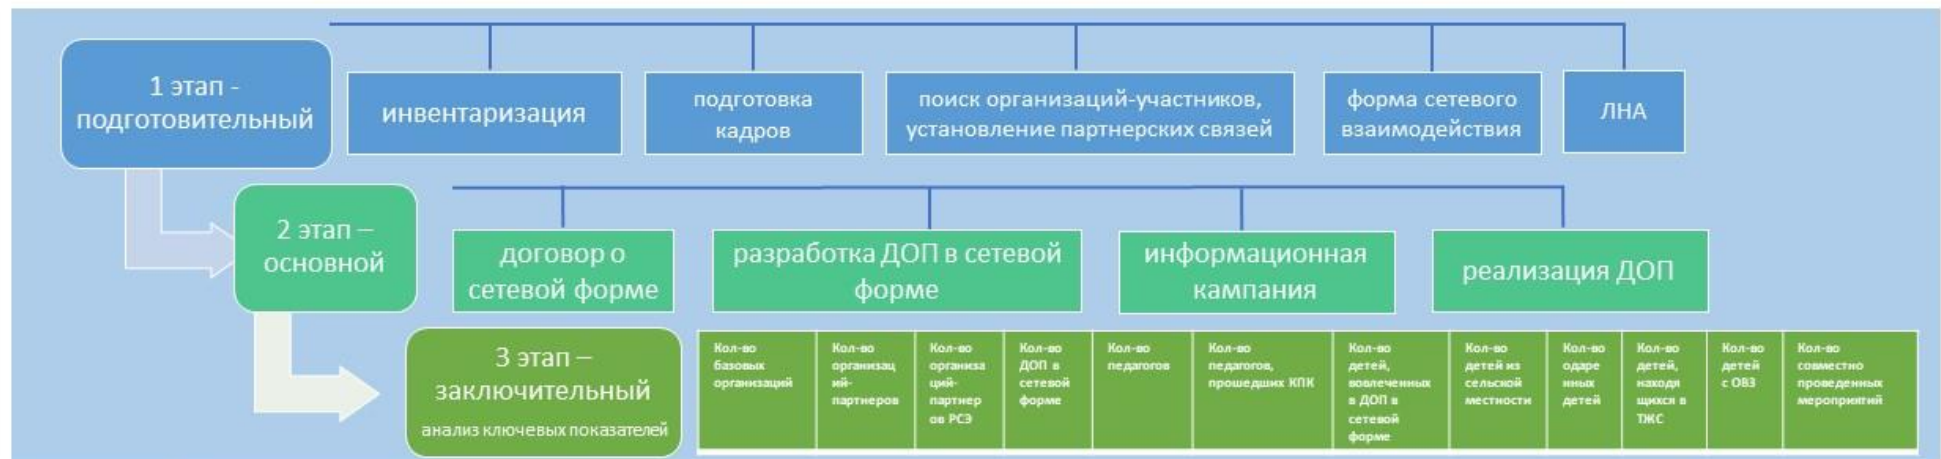 1 этап -
подготовительный
инвентаризация
подготовка
кадров
поиск организаций-участников,
установление партнерских связей
форма сетевого
взаимодействия
ЛНА
2 этап –
основной
договор о
сетевой форме
разработка ДОП в сетевой
форме
информационная
кампания
реализация ДОП
3 этап –
заключительный
анализ ключевых показателей
Кол-во
базовых
организаций
Кол-во
организац
ий-
партнеров
Кол-во
организа
ций-
партнер
ов РСЭ
Кол-во
ДОП в
сетевой
форме
Кол-во
педагогов
Кол-во
педагогов,
прошедших КПК
Кол-во
детей,
вовлеченных
в ДОП в
сетевой
форме
Кол-во
детей из
сельской
местности
Кол-во
одаре
нных
детей
Кол-во
детей,
находя
щихся в
ТЖС
Кол-во
детей
с ОВЗ
Кол-во
совместно
проведенных
мероприятий